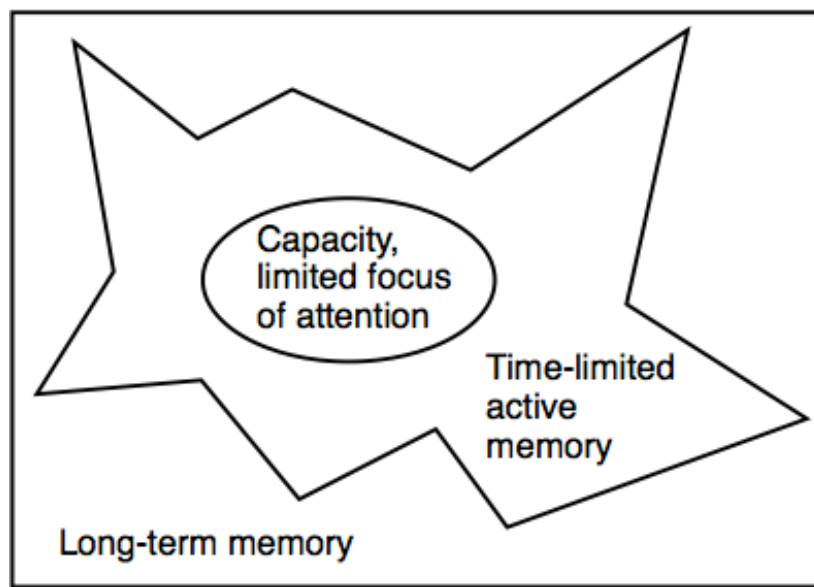 Capacity,
limited focus
of attention
Time-limited
active
memory
Long-term memory